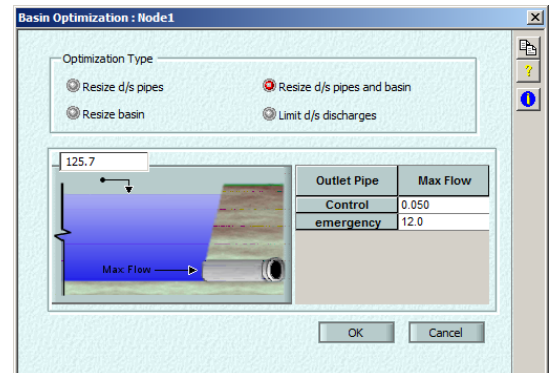 Basin Optimization : Node1
Optimization Type
Resize d/s pipes
Resize d/s pipes and basin
Resize basin
Limit d/s discharges
125.7
Outlet Pipe Max Flow
Control 0.050
emergency 12.0
Max Flow
OK Cancel